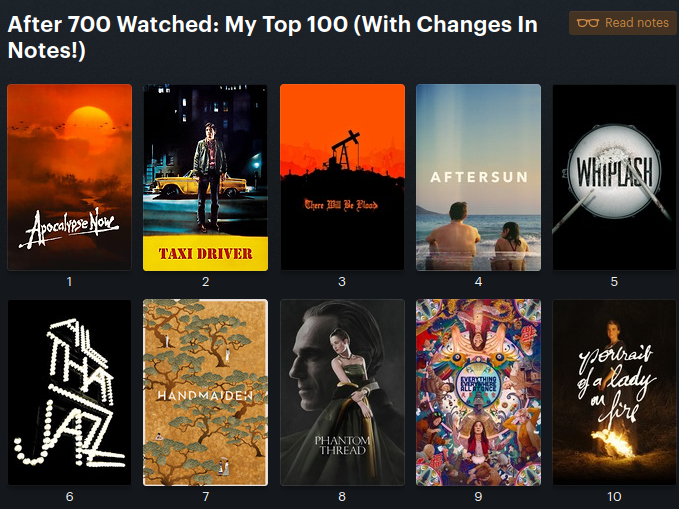 After 700 Watched: My Top 100 (With Changes In
Notes!)
Read notes
Apocalypse Now
TAXI DRIVER
There Will Be Blood
AFTERSUN
WHIPLASH
1
2
3
4
5
ALL
THAT
JAZZ
HANDMAIDEN
PHANTOM
THREAD
EVERYTHING
EVERYWHERE
ALL AT ONCE
portrait
of a lady
on fire
6
7
8
9
10